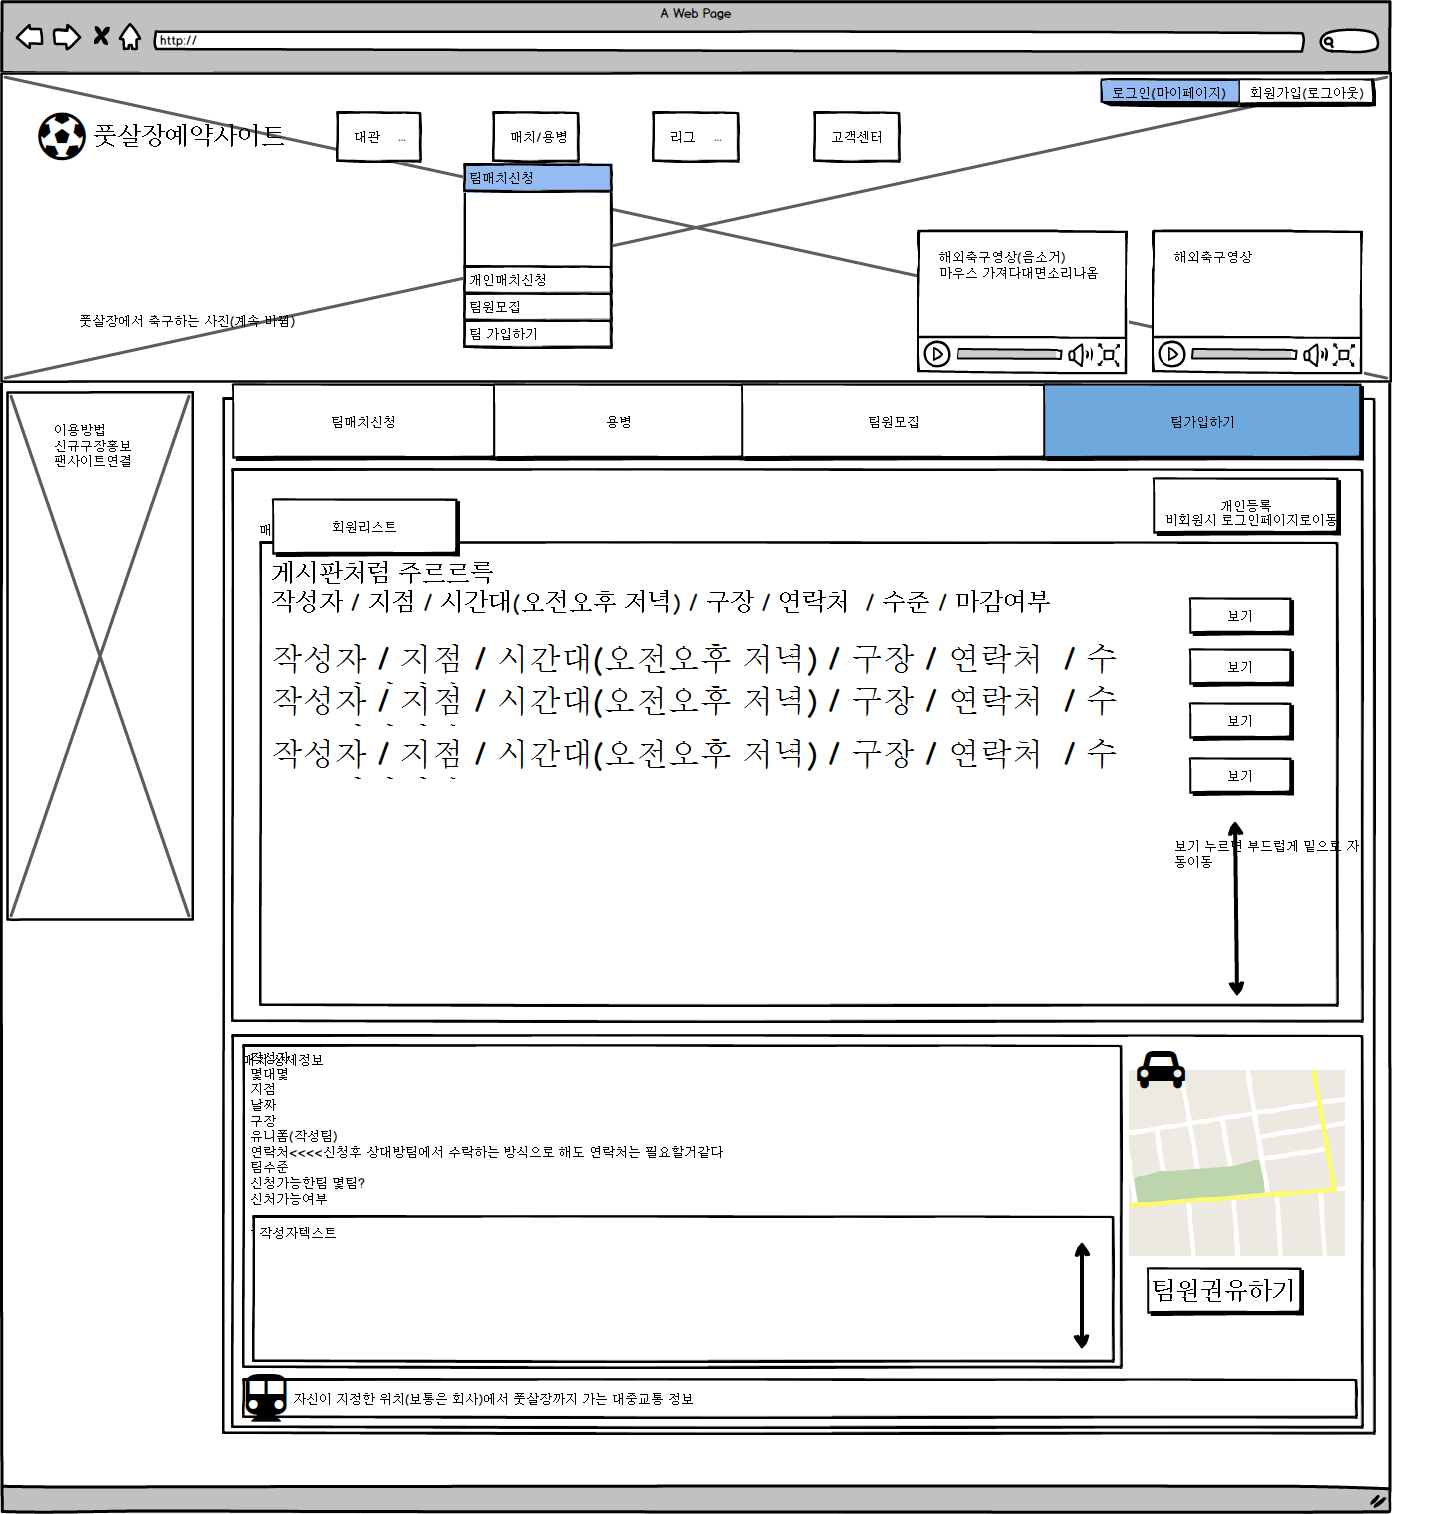 A Web Page
http://
로그인(마이페이지) 회원가입(로그아웃)
풋살장예약사이트
대관 ...
매치/용병
리그 ...
고객센터
팀매치신청
개인매치신청
팀원모집
팀 가입하기
해외축구영상(음소거)
마우스 가져다대면소리나옴
해외축구영상
풋살장에서 축구하는 사진(계속 바뀜)
이용방법
신규구장홍보
팬사이트연결
팀매치신청 용병 팀원모집 팀가입하기
개인등록
비회원시 로그인페이지로이동
매
회원리스트
게시판처럼 주르르륵
작성자 / 지점 / 시간대(오전오후 저녁) / 구장 / 연락처 / 수준 / 마감여부
보기
작성자 / 지점 / 시간대(오전오후 저녁) / 구장 / 연락처 / 수
보기
작성자 / 지점 / 시간대(오전오후 저녁) / 구장 / 연락처 / 수
보기
작성자 / 지점 / 시간대(오전오후 저녁) / 구장 / 연락처 / 수
보기
보기 누르면 부드럽게 밑으로 자
동이동
매치상세정보
작성자
몇대몇
지점
날짜
구장
유니폼(작성팀)
연락처<<<<신청후 상대방팀에서 수락하는 방식으로 해도 연락처는 필요할거같다
팀수준
신청가능한팀 몇팀?
신처가능여부
작성자텍스트
팀원권유하기
자신이 지정한 위치(보통은 회사)에서 풋살장까지 가는 대중교통 정보